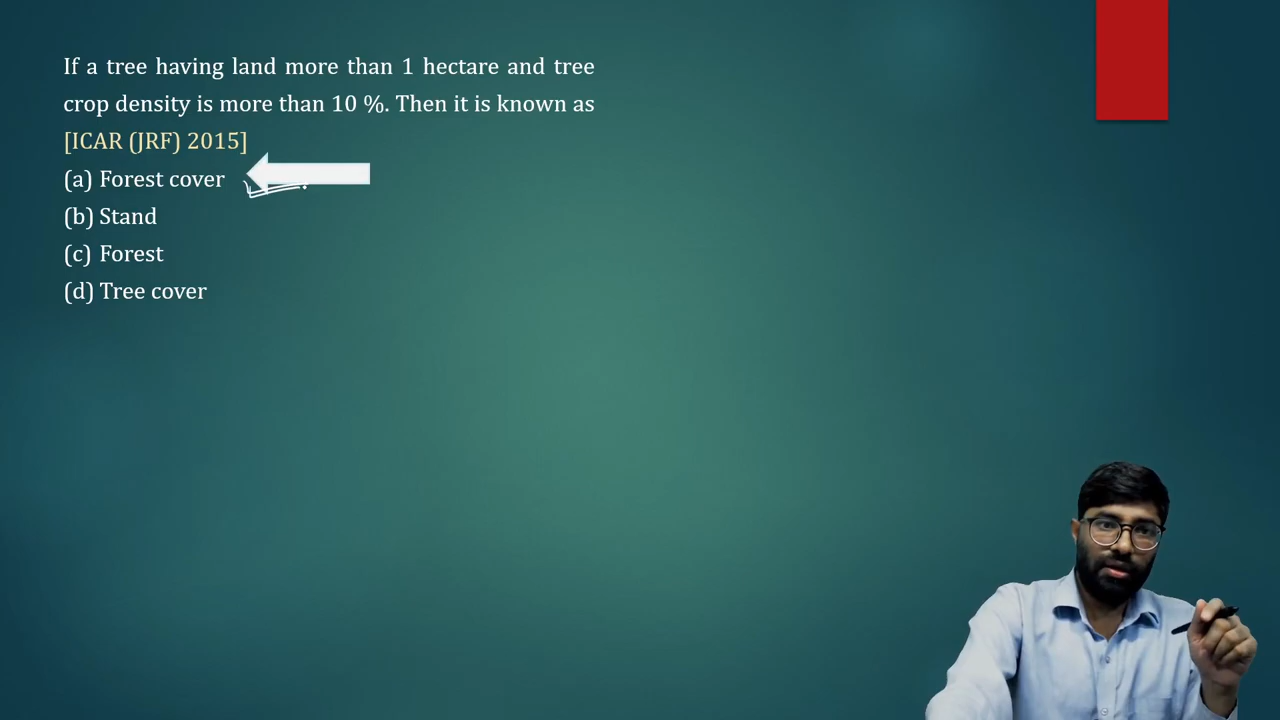 If a tree having land more than 1 hectare and tree
crop density is more than 10 %. Then it is known as
[ICAR (JRF) 2015]
(a) Forest cover
(b) Stand
(c) Forest
(d) Tree cover